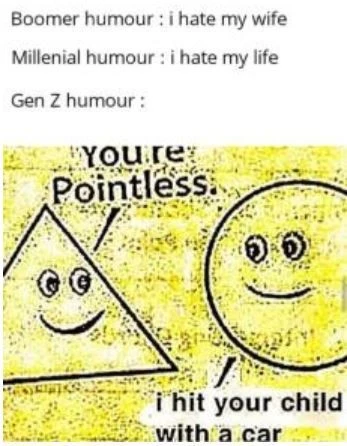 Boomer humour : i hate my wife
Millenial humour : i hate my life
Gen Z humour :
You're
Pointless.
i hit your child
with a car